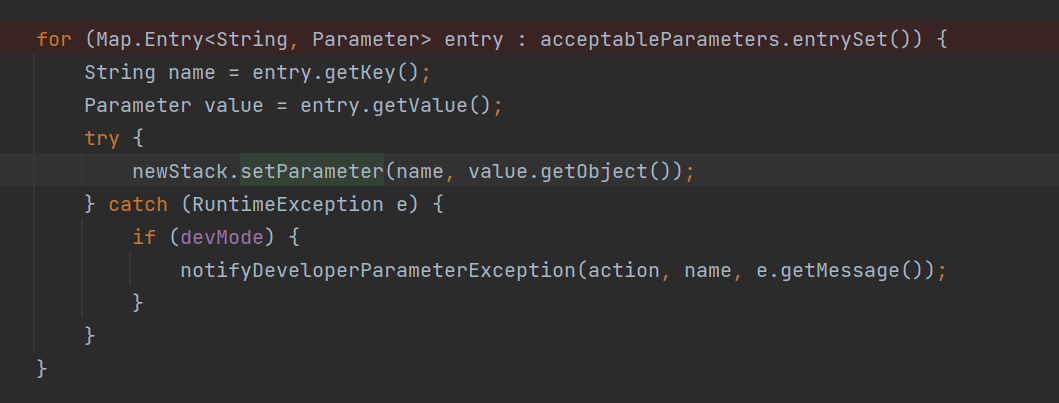 for (Map.Entry<String, Parameter> entry : acceptableParameters.entrySet()) {
String name = entry.getKey();
Parameter value = entry.getValue();
try {
newStack.setParameter(name, value.getObject());
} catch (RuntimeException e) {
if (devMode) {
notifyDeveloperParameterException(action, name, e.getMessage());
}
}
}